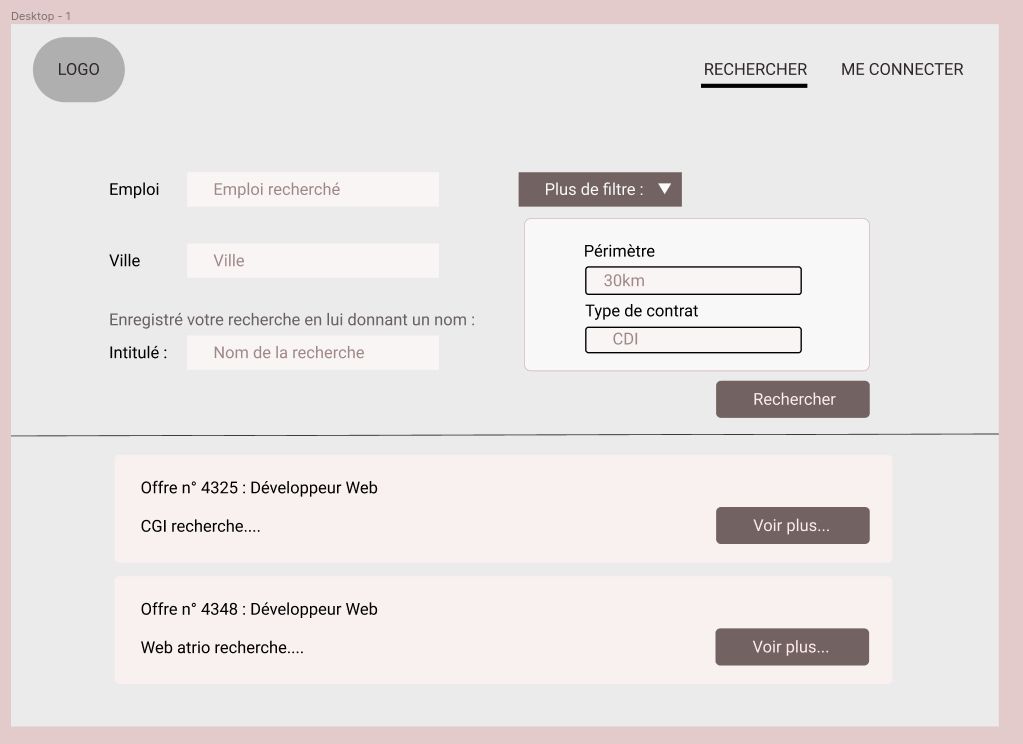 Desktop - 1
LOGO
RECHERCHER
ME CONNECTER
Emploi
Emploi recherché
Ville
Ville
Enregistré votre recherche en lui donnant un nom :
Intitulé :
Nom de la recherche
Plus de filtre :
Périmètre
30km
Type de contrat
CDI
Rechercher
Offre n° 4325 : Développeur Web
CGI recherche....
Voir plus...
Offre n° 4348 : Développeur Web
Web atrio recherche....
Voir plus...